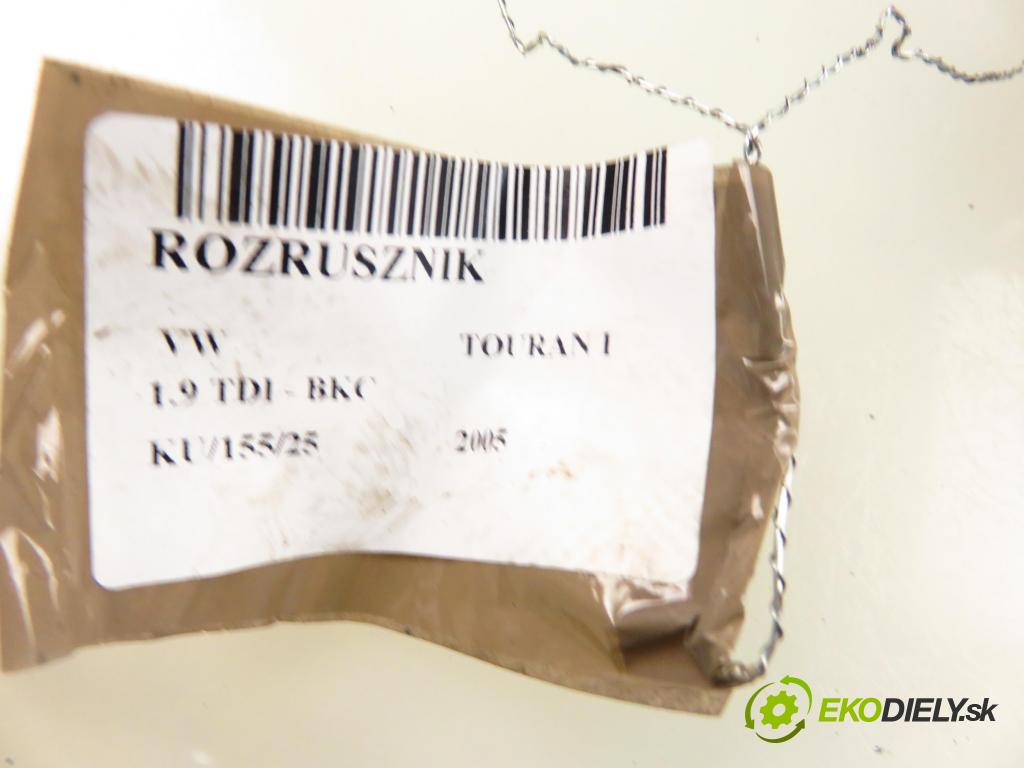 ROZRUSZNIK
VW TOURAN I
1.9 TDI - BKC
KU/155/25 2005
EKODIELY.sk